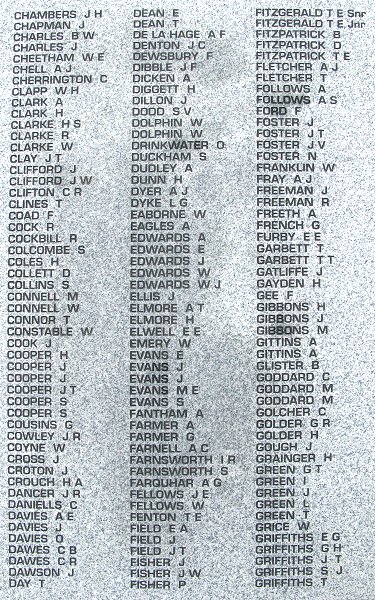 CHAMBERS J H
CHAPMAN J
CHARLES B W
CHARLES J
CHEETHAM W E
CHELL A J
CHERRINGTON C
CLAPP W H
CLARK A
CLARK H
CLARKE H S
CLARKE R
CLARKE W
CLAY J T
CLIFFORD J
CLIFFORD J W
CLIFTON C R
CLINES T
COAD F
COCK R
COCKBILL R
COLCOMBE S
COLES H
COLLETT D
COLLINS S
CONNELL M
CONNELL W
CONNOR T
CONSTABLE W
COOK J
COOPER H
COOPER J
COOPER J
COOPER J T
COOPER S
COOPER S
COUSINS G
COWLEY J R
COYNE W
CROSS J
CROTON J
CROUCH H A
DANCER J R
DANIELLS C
DAVIES A E
DAVIES J
DAVIES O
DAWES C B
DAWES C R
DAWSON J
DAY T
DEAN E
DEAN T
DE LA HAGE A F
DENTON J C
DEWSBURY F
DIBBLE J F
DICKEN A
DIGGETT H
DILLON J
DODD S V
DOLPHIN W
DOLPHIN W
DRINKWATER O
DUCKHAM S
DUDLEY A
DUNN H
DYER A J
DYKE L G
EABORNE W
EAGLES A
EDWARDS A
EDWARDS E
EDWARDS J
EDWARDS W
EDWARDS W J
ELLIS J
ELMORE A T
ELMORE H
ELWELL E E
EMERY W
EVANS E
EVANS J
EVANS J
EVANS M E
EVANS S
FANTHAM A
FARMER A
FARMER G
FARNELL A C
FARNSWORTH I R
FARNSWORTH S
FARQUHAR A G
FELLOWS J E
FELLOWS W
FENTON T E
FIELD E A
FIELD J
FIELD J T
FISHER J
FISHER J W
FISHER P
FITZGERALD T E Snr
FITZGERALD T E Jnr
FITZPATRICK B
FITZPATRICK D
FITZPATRICK T E
FLETCHER A J
FLETCHER T
FOLLOWS A
FOLLOWS A S
FORD F
FOSTER J
FOSTER J T
FOSTER J V
FOSTER N
FRANKLIN W
FRAY A J
FREEMAN J
FREEMAN R
FREETH A
FRENCH G
FURBY E E
GARBETT T
GARBETT T T
GATLIFFE J
GAYDEN H
GEE F
GIBBONS H
GIBBONS J
GIBBONS M
GITTINS A
GITTINS A
GLISTER B
GODDARD C
GODDARD M
GODDARD M
GOLCHER C
GOLDER G R
GOLDER H
GOUGH J
GRAINGER H
GREEN G T
GREEN I
GREEN J
GREEN L
GREEN T
GRICE W
GRIFFITHS E G
GRIFFITHS G H
GRIFFITHS J T
GRIFFITHS S J
GRIFFITHS T